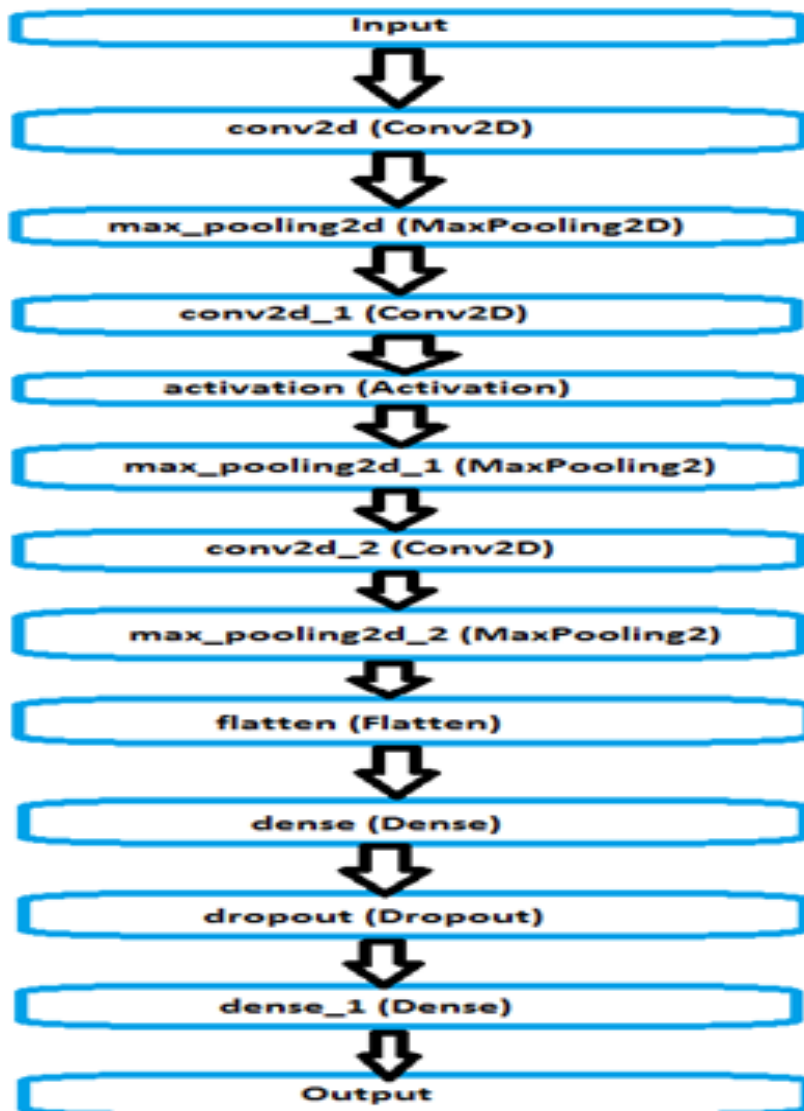 Input
conv2d (Conv2D)
max_pooling2d (MaxPooling2D)
conv2d_1 (Conv2D)
activation (Activation)
max_pooling2d_1 (MaxPooling2)
conv2d_2 (Conv2D)
max_pooling2d_2 (MaxPooling2)
flatten (Flatten)
dense (Dense)
dropout (Dropout)
dense_1 (Dense)
Output